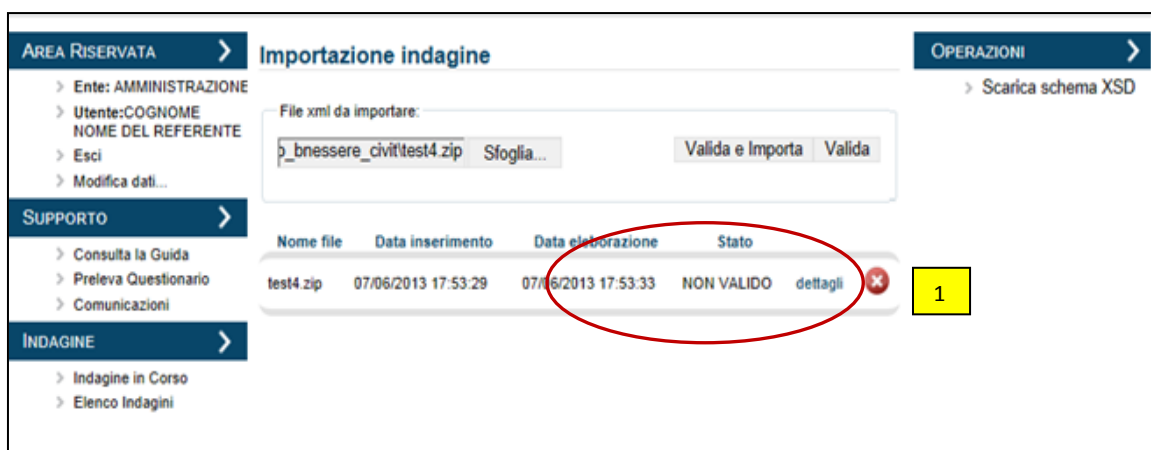 AREA RISERVATA
Ente: AMMINISTRAZIONE
Utente:COGNOME
NOME DEL REFERENTE
Esci
Modifica dati...
SUPPORTO
Consulta la Guida
Preleva Questionario
Comunicazioni
INDAGINE
Indagine in Corso
Elenco Indagini
Importazione indagine
File xml da importare:
o_bnessere_civit\test4.zip Sfoglia... Valida e Importa Valida
Nome file Data inserimento Data elaborazione Stato
test4.zip 07/06/2013 17:53:29 07/06/2013 17:53:33 NON VALIDO dettagli
1
OPERAZIONI
Scarica schema XSD